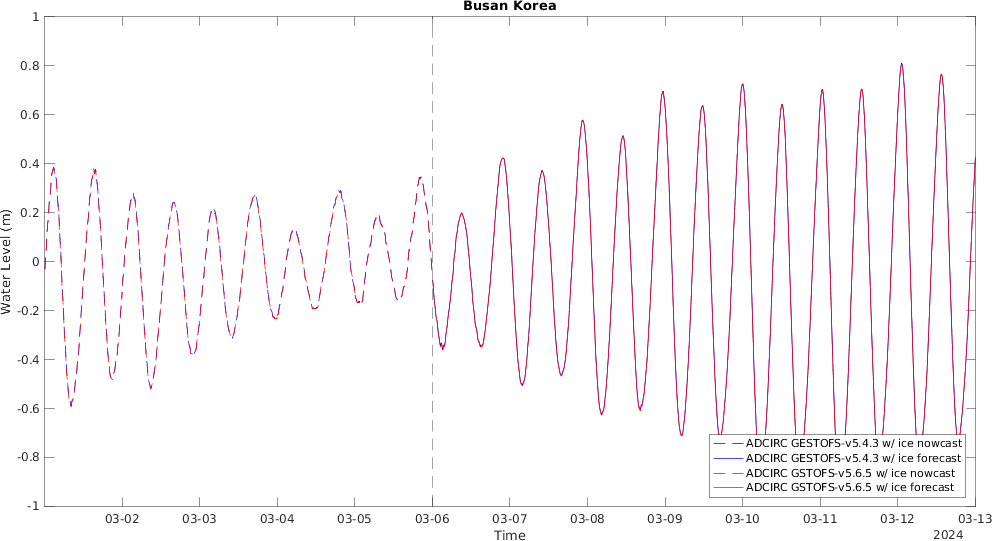 Busan Korea
1
0.8
0.6
0.4
0.2
0
-0.2
-0.4
-0.6
-0.8
-1
Water Level (m)
ADCIRC GESTOFS-v5.4.3 w/ ice nowcast
ADCIRC GESTOFS-v5.4.3 w/ ice forecast
ADCIRC GSTOFS-v5.6.5 w/ ice nowcast
ADCIRC GSTOFS-v5.6.5 w/ ice forecast
03-02 03-03 03-04 03-05 03-06 03-07 03-08 03-09 03-10 03-11 03-12 03-13
Time
2024